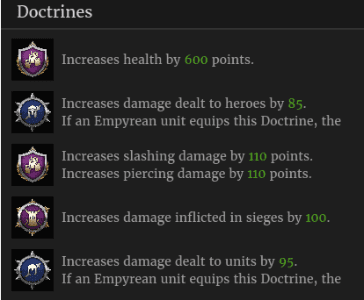 Doctrines
Increases health by 600 points.
Increases damage dealt to heroes by 85.
If an Empyrean unit equips this Doctrine, the
Increases slashing damage by 110 points.
Increases piercing damage by 110 points.
Increases damage inflicted in sieges by 100.
Increases damage dealt to units by 95.
If an Empyrean unit equips this Doctrine, the